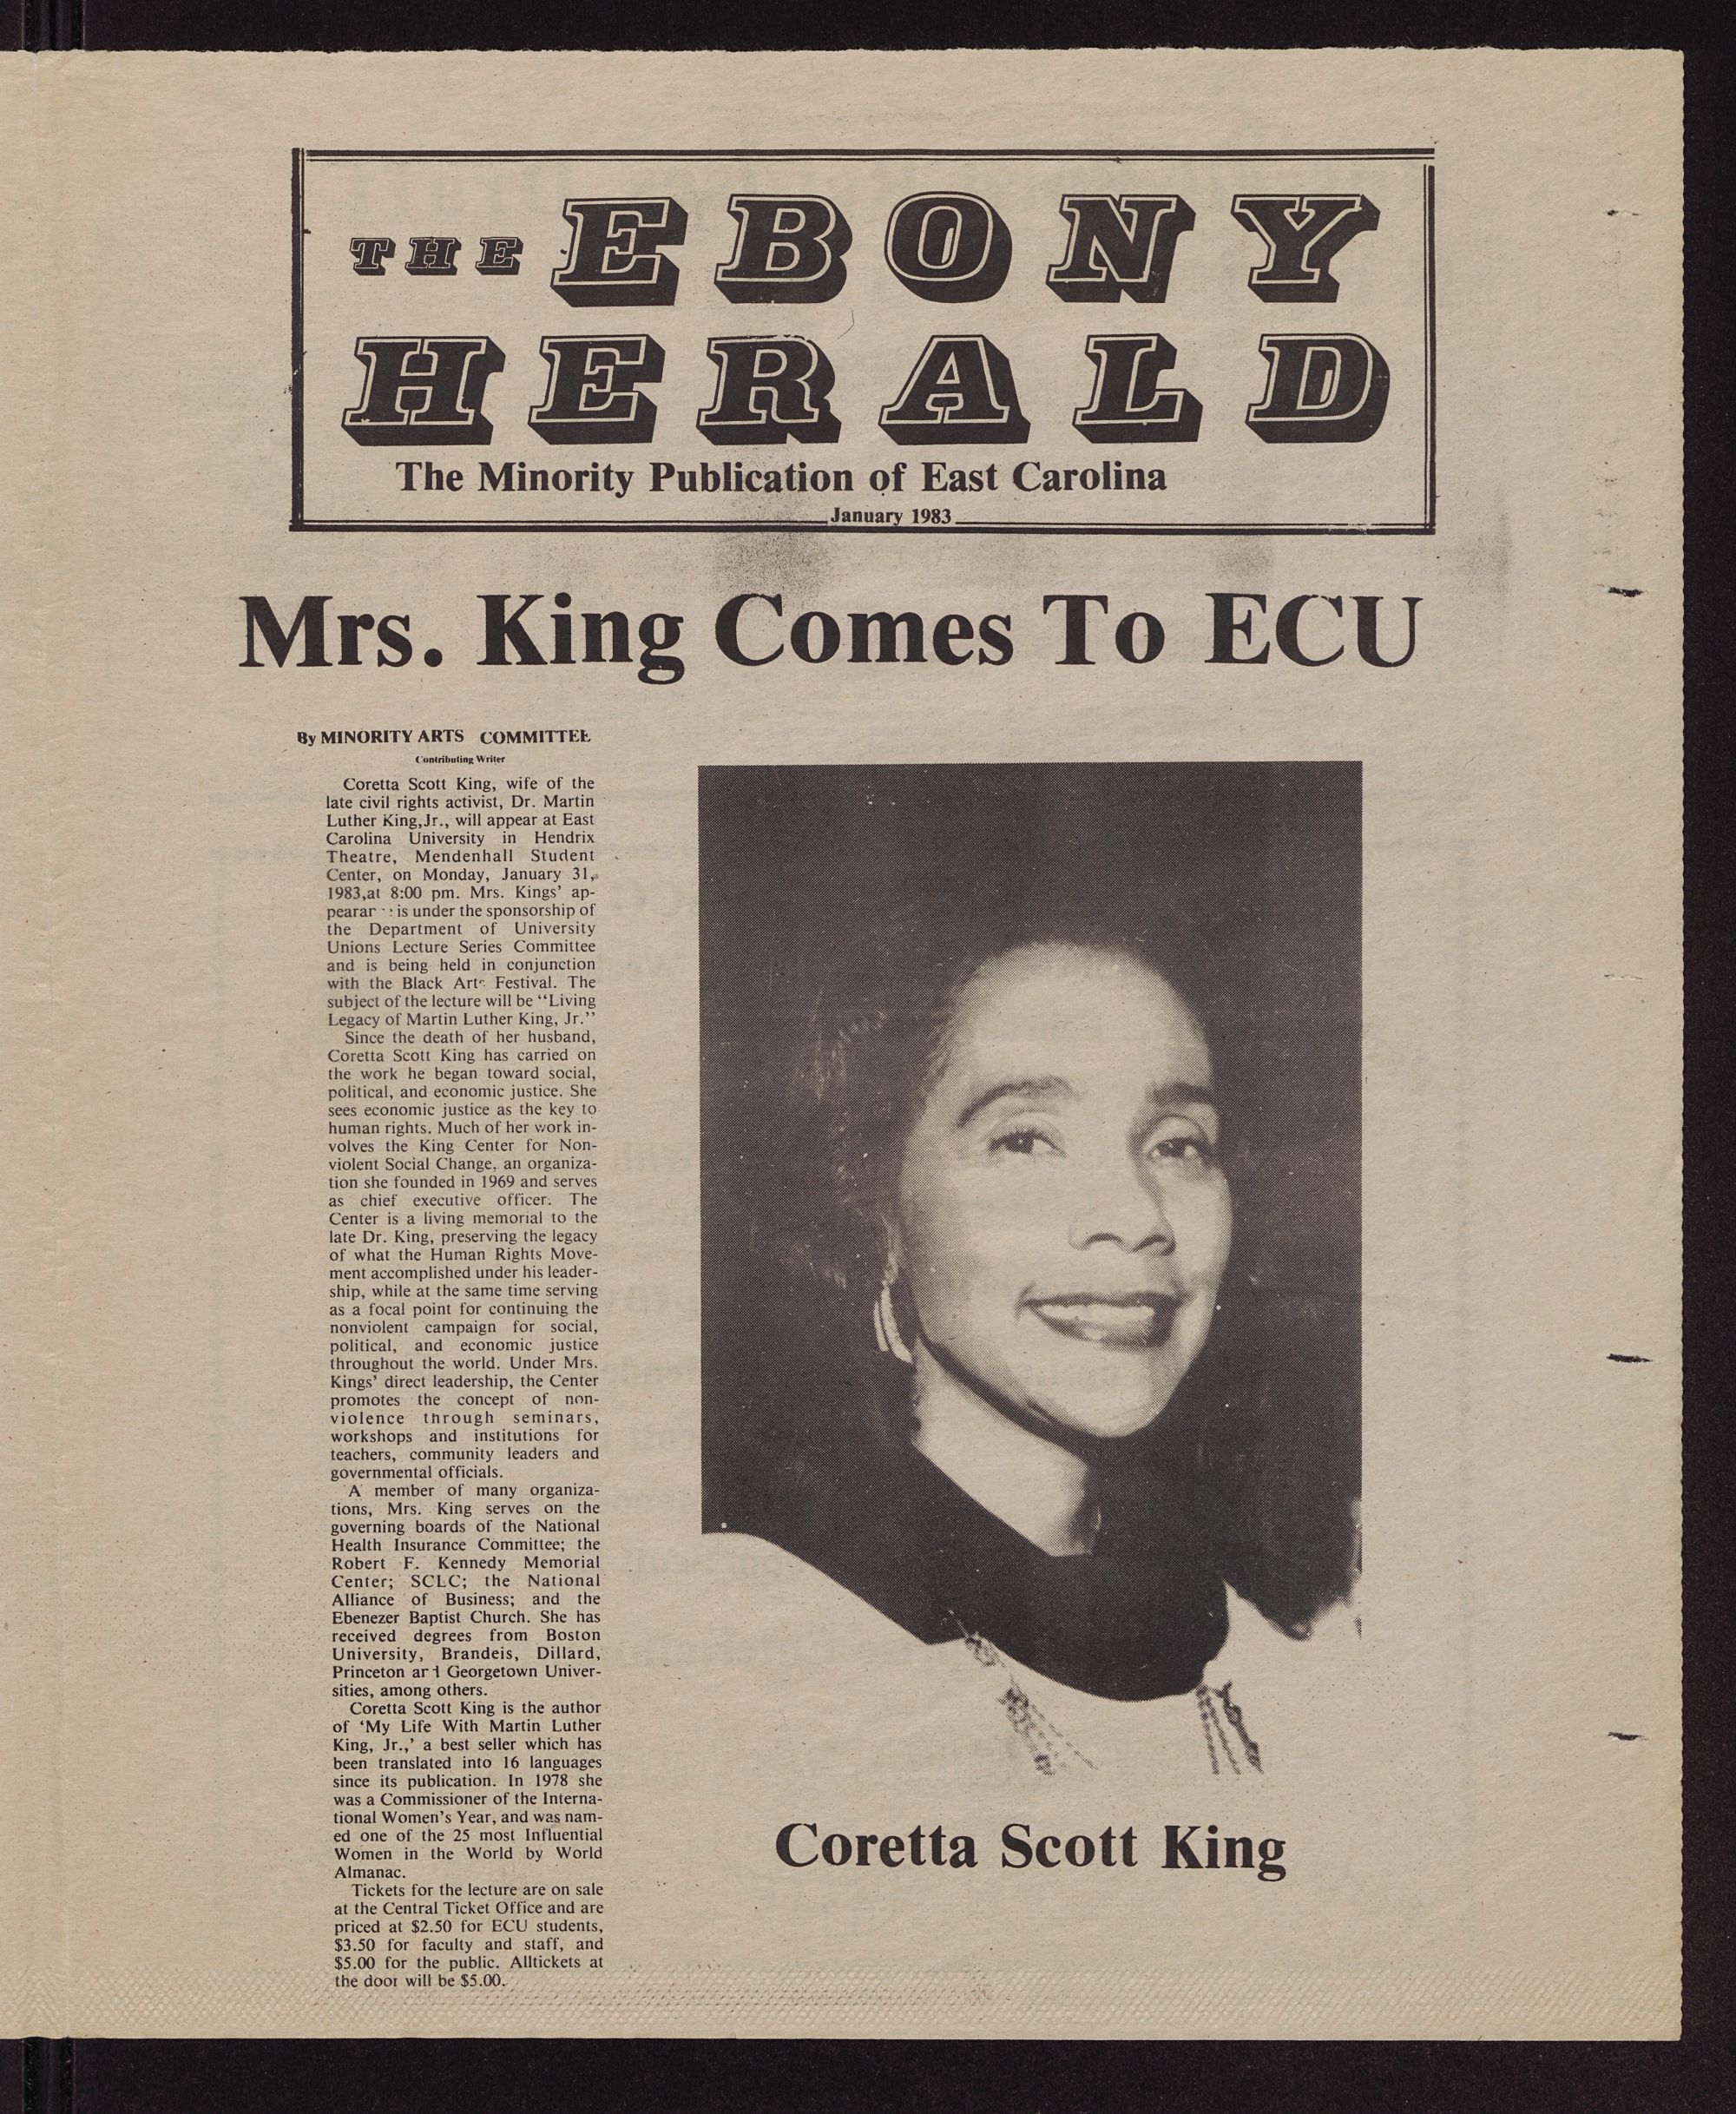 THE EBONY
HERALD
The Minority Publication of East Carolina
January 1983
Mrs. King Comes To ECU
By MINORITY ARTS COMMITTEE
Contributing Writer
Coretta Scott King, wife of the
late civil rights activist, Dr. Martin
Luther King,Jr., will appear at East
Carolina University in Hendrix
Theatre, Mendenhall Student
Center, on Monday, January 31,
1983,at 8:00 pm. Mrs. Kings' ap-
pearar is under the sponsorship of
the Department of University
Unions Lecture Series Committee
and is being held in conjunction
with the Black Arts Festival. The
subject of the lecture will be "Living
Legacy of Martin Luther King, Jr."
Since the death of her husband,
Coretta Scott King has carried on
the work he began toward social,
political, and economic justice. She
sees economic justice as the key to
human rights. Much of her work in-
volves the King Center for Non-
violent Social Change, an organiza-
tion she founded in 1969 and serves
as chief executive officer. The
Center is a living memorial to the
late Dr. King, preserving the legacy
of what the Human Rights Move-
ment accomplished under his leader-
ship, while at the same time serving
as a focal point for continuing the
nonviolent campaign for social,
political, and economic justice
throughout the world. Under Mrs.
Kings' direct leadership, the Center
promotes the concept of non-
violence through seminars,
workshops and institutions for
teachers, community leaders and
governmental officials.
A member of many organiza-
tions, Mrs. King serves on the
governing boards of the National
Health Insurance Committee; the
Robert F. Kennedy Memorial
Center; SCLC; the National
Alliance of Business; and the
Ebenezer Baptist Church. She has
received degrees from Boston
University, Brandeis, Dillard,
Princeton and Georgetown Univer-
sities, among others.
Coretta Scott King is the author
of 'My Life With Martin Luther
King, Jr.,' a best seller which has
been translated into 16 languages
since its publication. In 1978 she
was a Commissioner of the Interna-
tional Women's Year, and was nam-
ed one of the 25 most Influential
Women in the World by World
Almanac.
Tickets for the lecture are on sale
at the Central Ticket Office and are
priced at $2.50 for ECU students,
$3.50 for faculty and staff, and
$5.00 for the public. Alltickets at
the door will be $5.00.
Coretta Scott King